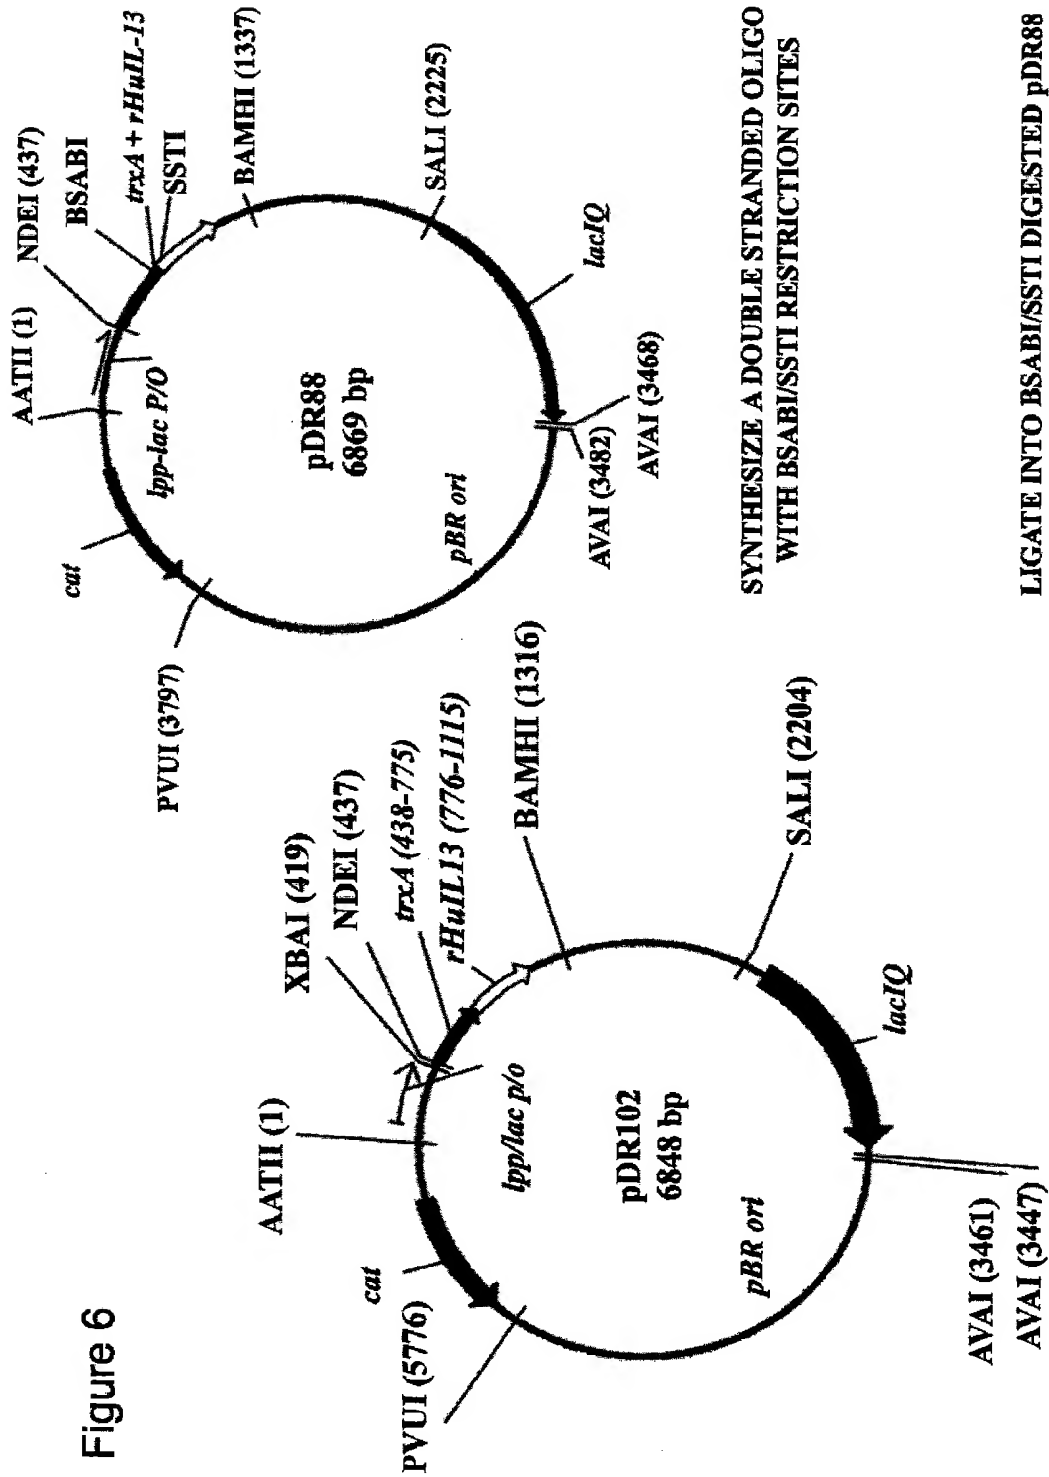 Figure 6
AATII (1)
XBAI (419)
NDEI (437)
trxA (438-775)
rHuIL13 (776-1115)
BAMHI (1316)
SALI (2204)
lacIQ
AVAI (3461)
AVAI (3447)
pBR ori
PVUI (5776)
cat
lpp/lac p/o
pDR102
6848 bp
AATII (1)
NDEI (437)
BSABI
trxA + rHuIL-13
SSTI
BAMHI (1337)
SALI (2225)
lacIQ
AVAI (3468)
AVAI (3482)
pBR ori
PVUI (3797)
cat
lpp-lac P/O
pDR88
6869 bp
SYNTHESIZE A DOUBLE STRANDED OLIGO
WITH BSABI/SSTI RESTRICTION SITES
LIGATE INTO BSABI/SSTI DIGESTED pDR88